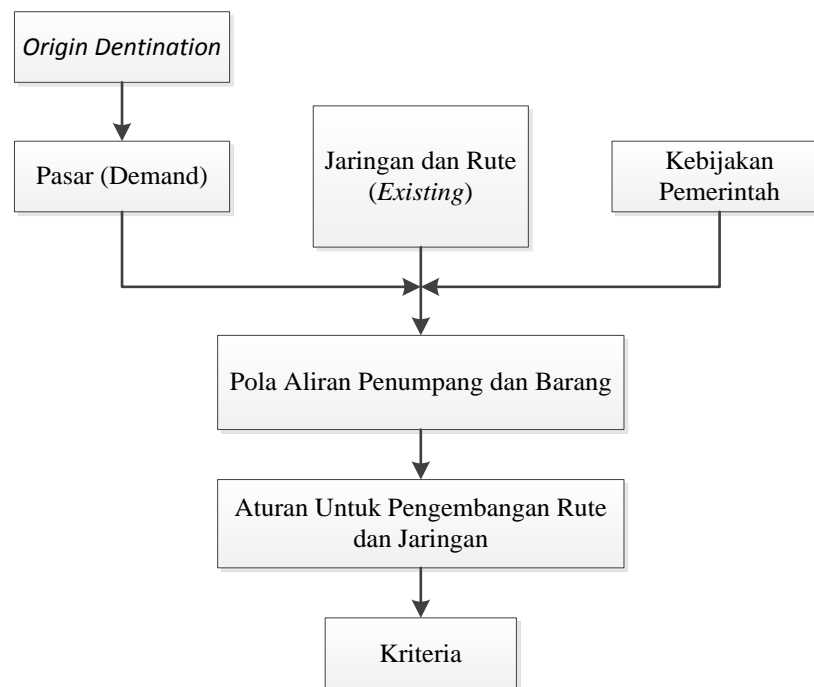 Origin Dentination
Pasar (Demand)
Jaringan dan Rute
(Existing)
Kebijakan
Pemerintah
Pola Aliran Penumpang dan Barang
Aturan Untuk Pengembangan Rute
dan Jaringan
Kriteria